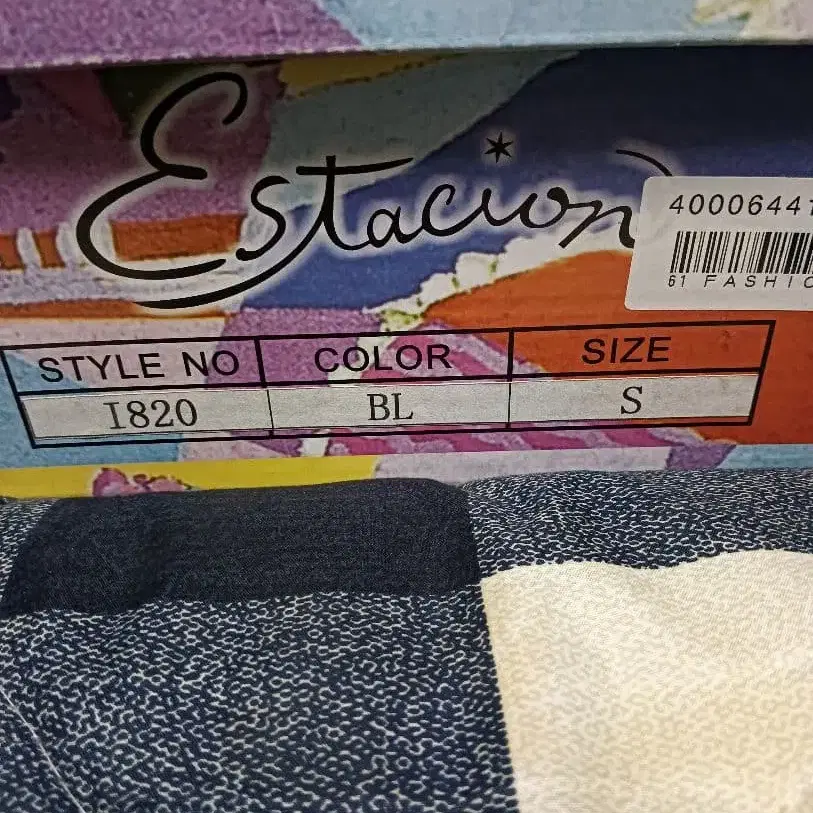 Estacion
40006441
61 FASHIO
STYLE NO COLOR SIZE
I820 BL S